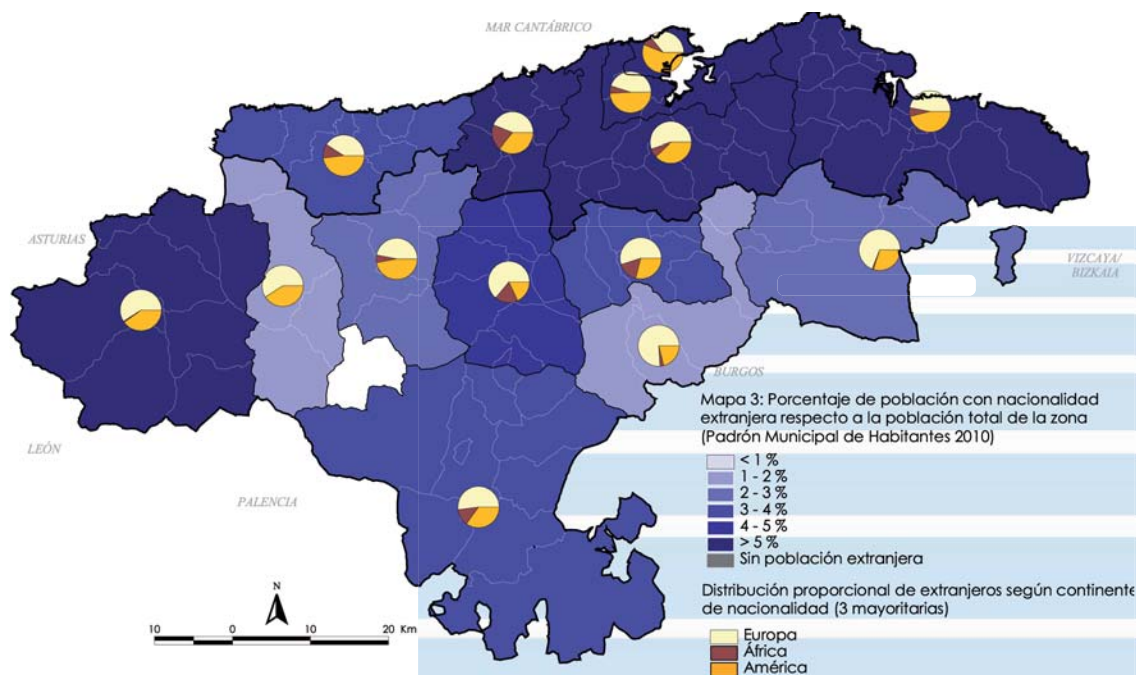 MAR CANTÁBRICO
ASTURIAS
VIZCAYA/
BIZKAIA
BURGOS
LEÓN
PALENCIA
Mapa 3: Porcentaje de población con nacionalidad
extranjera respecto a la población total de la zona
(Padrón Municipal de Habitantes 2010)
< 1 %
1 - 2 %
2 - 3 %
3 - 4 %
4 - 5 %
> 5 %
Sin población extranjera
Distribución proporcional de extranjeros según continente
de nacionalidad (3 mayoritarias)
Europa
África
América
N
10 0 10 20 Km